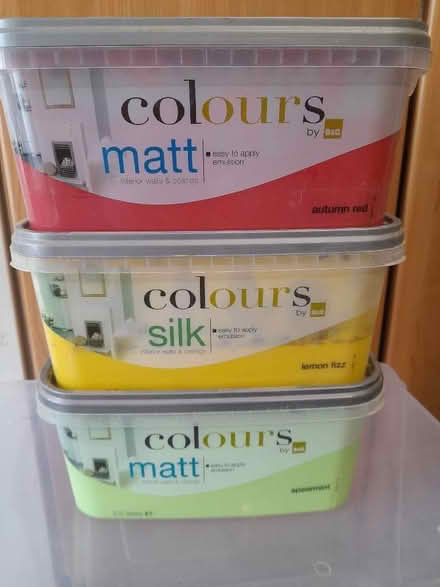 colours
by B&Q
matt
easy to apply
emulsion
interior walls & ceilings
autumn red
colours
by B&Q
silk
easy to apply
emulsion
interior walls & ceilings
lemon fizz
colours
by B&Q
matt
easy to apply
emulsion
interior walls & ceilings
spearmint